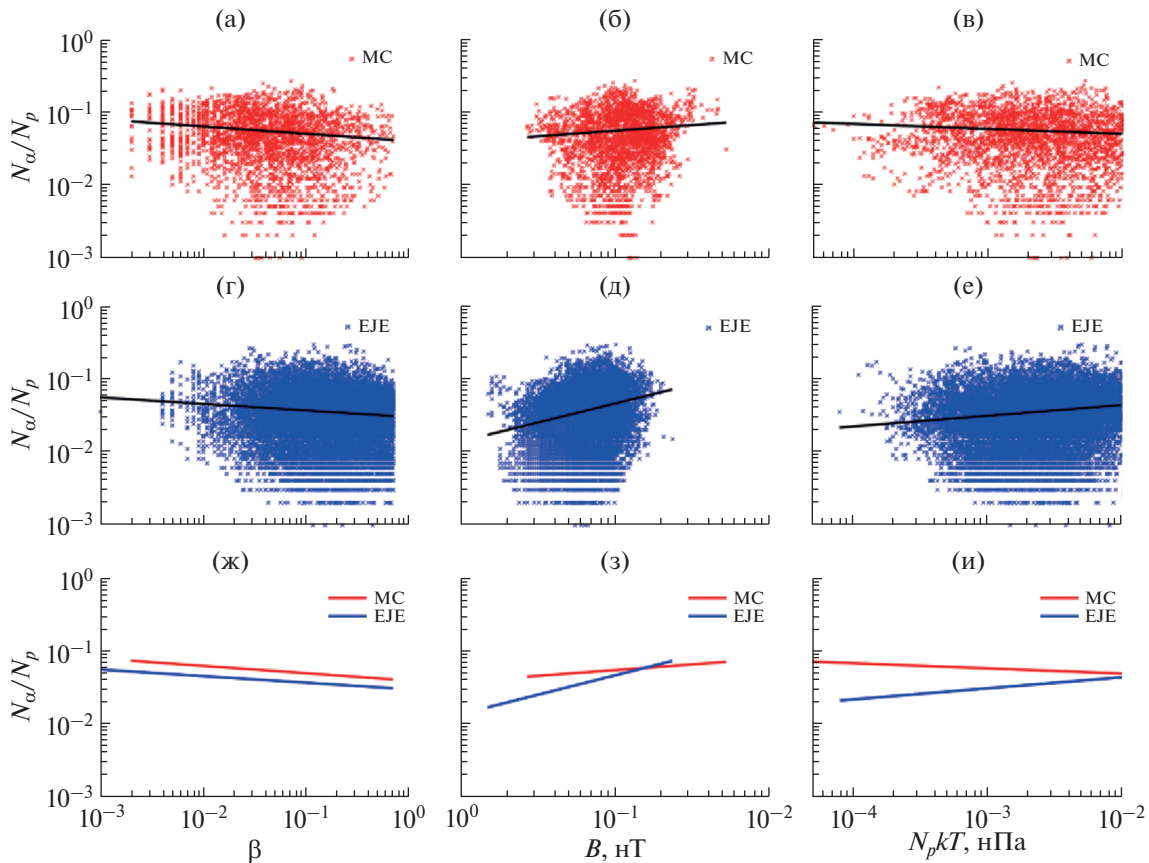 (а) (б) (в)
10^0
10^-1
10^-2
10^-3
N_α/N_p
MC
MC
MC
(г) (д) (е)
10^0
10^-1
10^-2
10^-3
N_α/N_p
EJE
EJE
EJE
(ж) (з) (и)
10^0
10^-1
10^-2
10^-3
N_α/N_p
MC
EJE
MC
EJE
MC
EJE
10^-3 10^-2 10^-1 10^0
10^0 10^-1 10^-2
10^-4 10^-3 10^-2
β
B, нТ
N_pkT, нПа